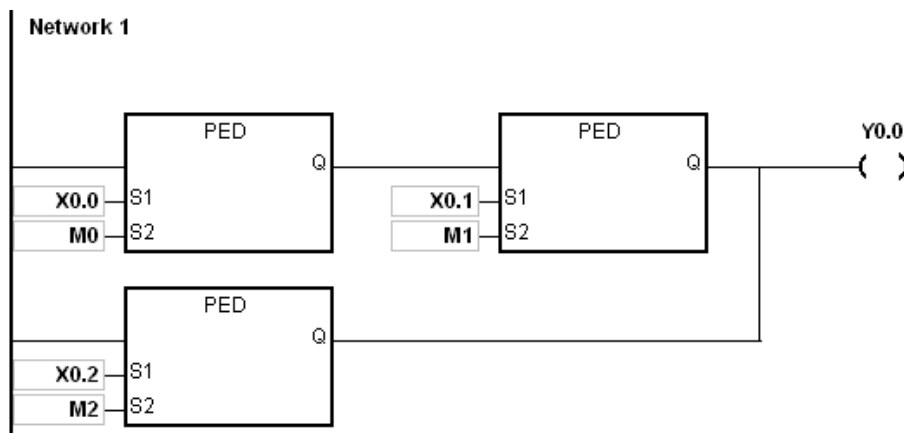 Network 1
PED
Q
X0.0 S1
M0 S2
PED
Q
X0.1 S1
M1 S2
Y0.0
PED
Q
X0.2 S1
M2 S2